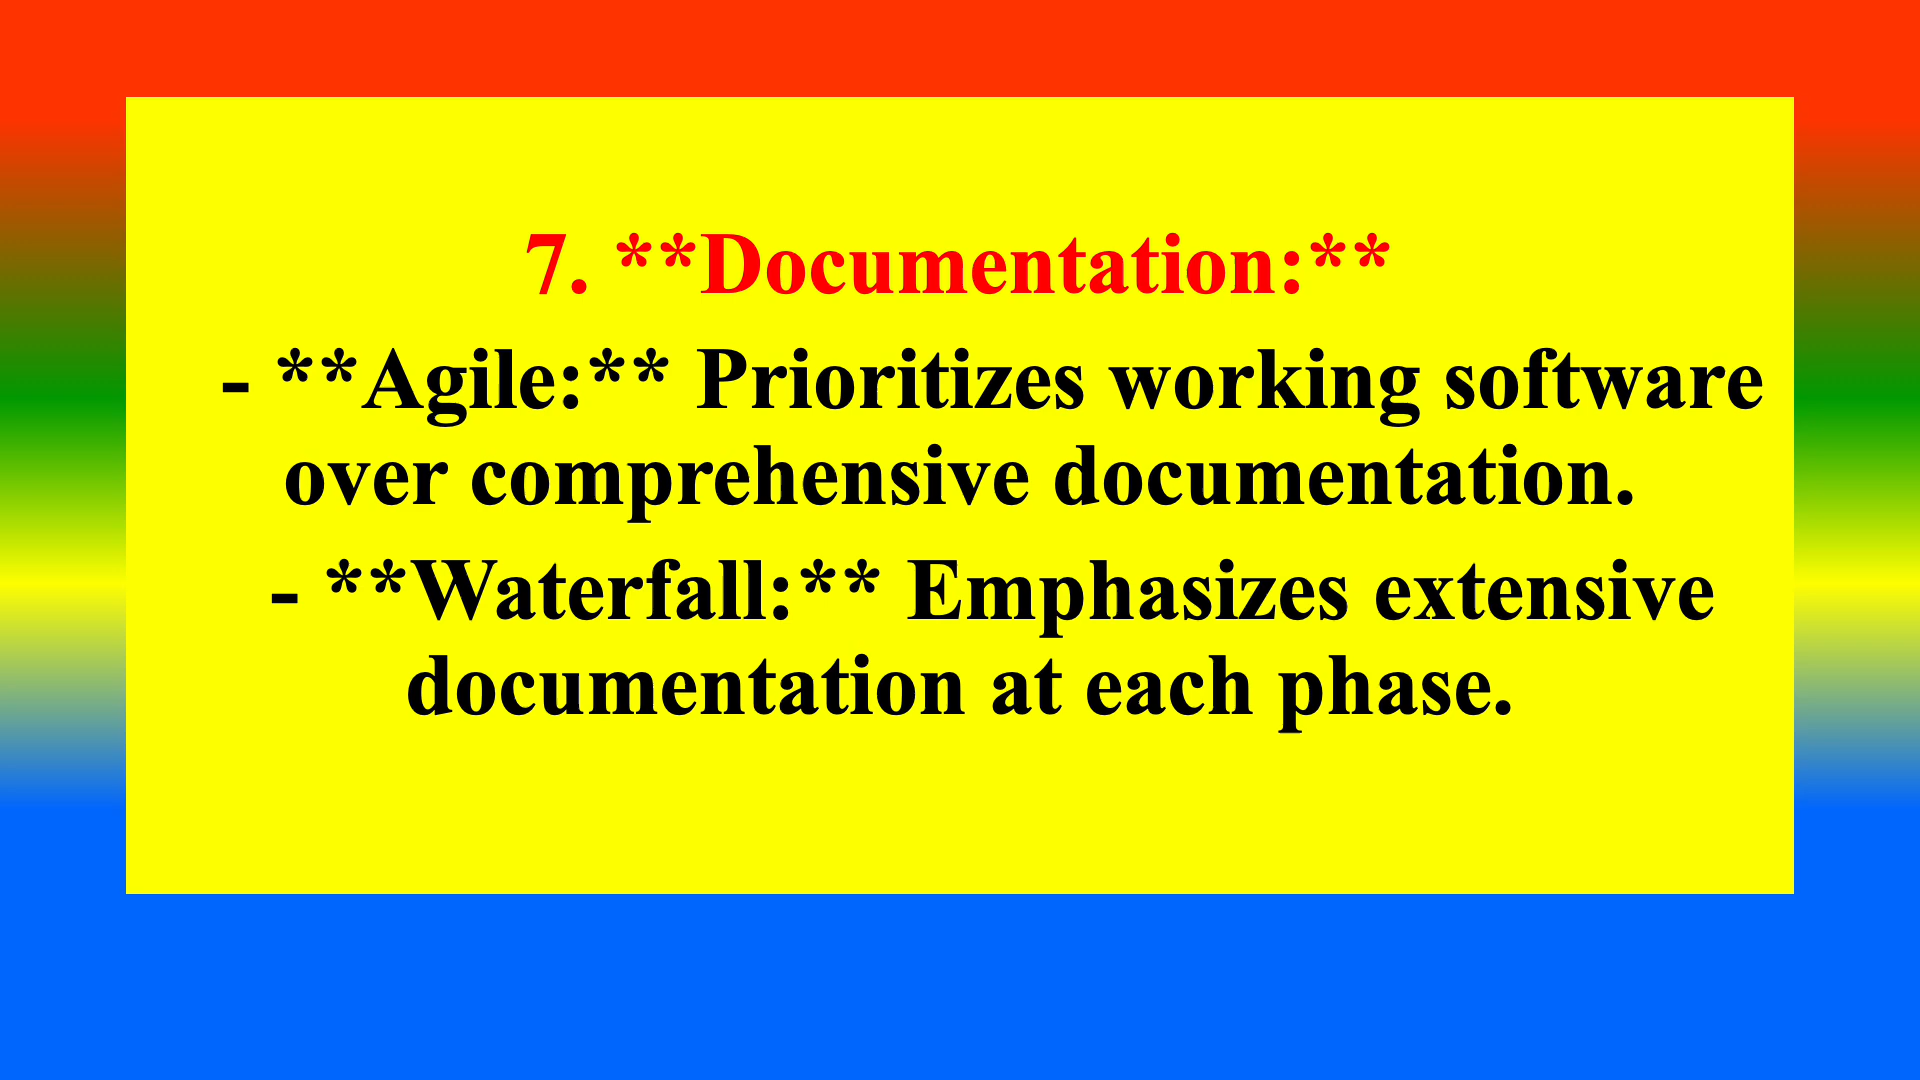 7. **Documentation:**
- **Agile:** Prioritizes working software
over comprehensive documentation.
- **Waterfall:** Emphasizes extensive
documentation at each phase.